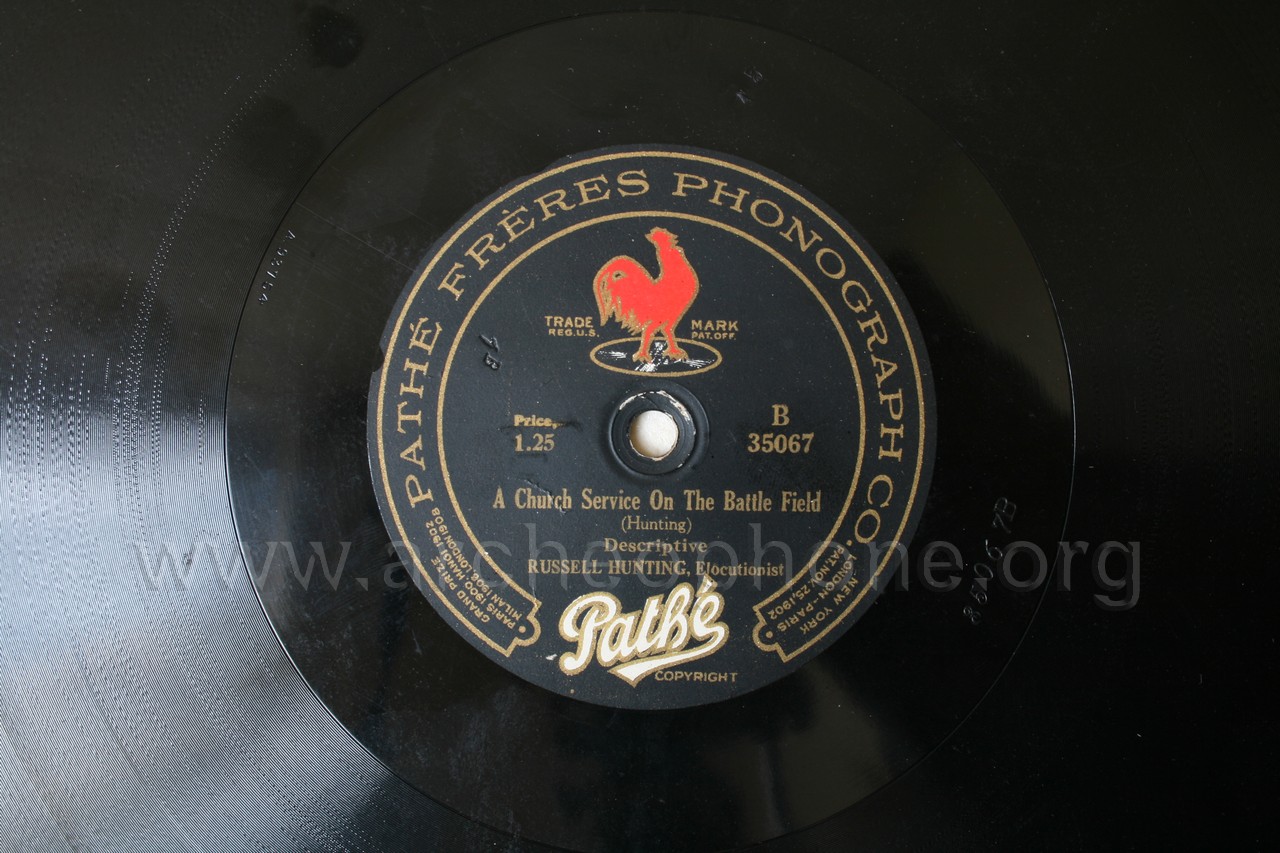 PATHÉ FRÈRES PHONOGRAPH CO.
TRADE MARK
REG.U.S. PAT.OFF.
Price,
1.25
B
35067
A Church Service On The Battle Field
(Hunting)
Descriptive
RUSSELL HUNTING, Elocutionist
GRAND PRIZE
PARIS 1900 HANOI 1902
MILAN 1906 LONDON 1908
NEW YORK
LONDON-PARIS
PAT. NOV. 25, 1902
Pathé
COPYRIGHT
7B
35067B
www.archeophone.org